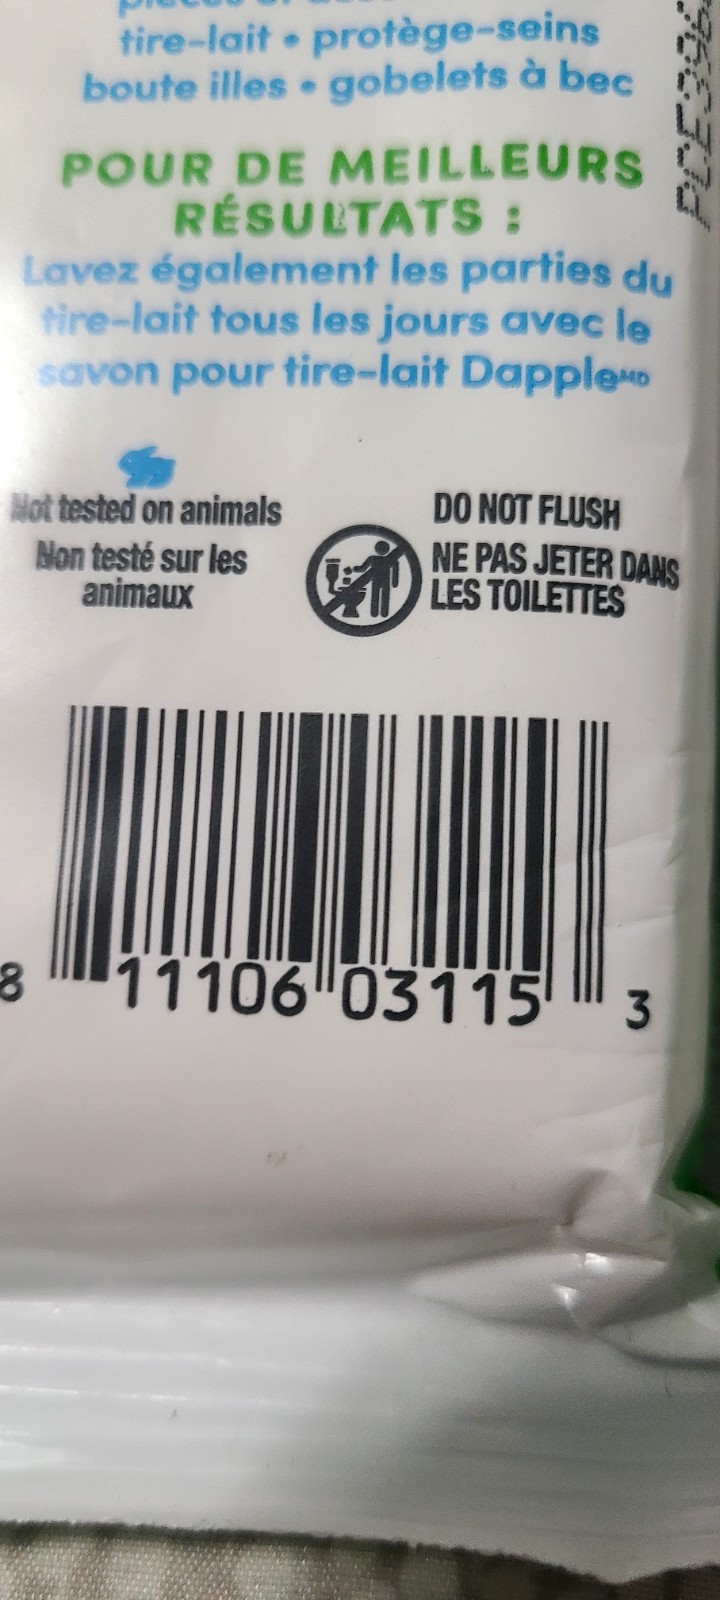 tire-lait • protège-seins
boute illes • gobelets à bec
POUR DE MEILLEURS
RÉSULTATS :
Lavez également les parties du
tire-lait tous les jours avec le
savon pour tire-lait Dapple MD
Not tested on animals
Non testé sur les
animaux
DO NOT FLUSH
NE PAS JETER DANS
LES TOILETTES
8 11106 03115 3